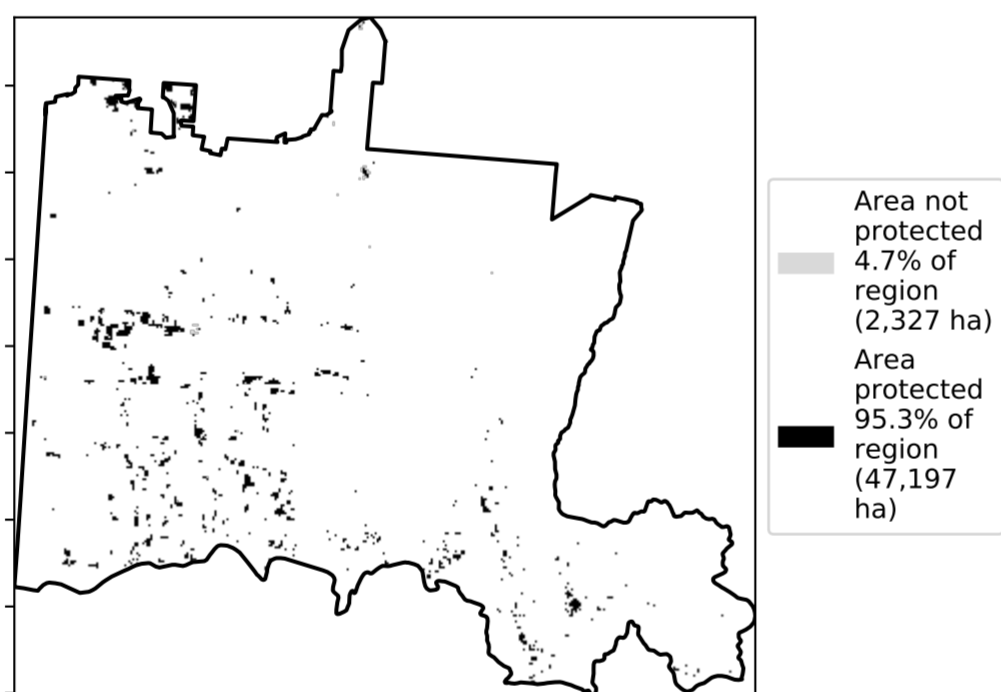 Area not
protected
4.7% of
region
(2,327 ha)
Area
protected
95.3% of
region
(47,197
ha)